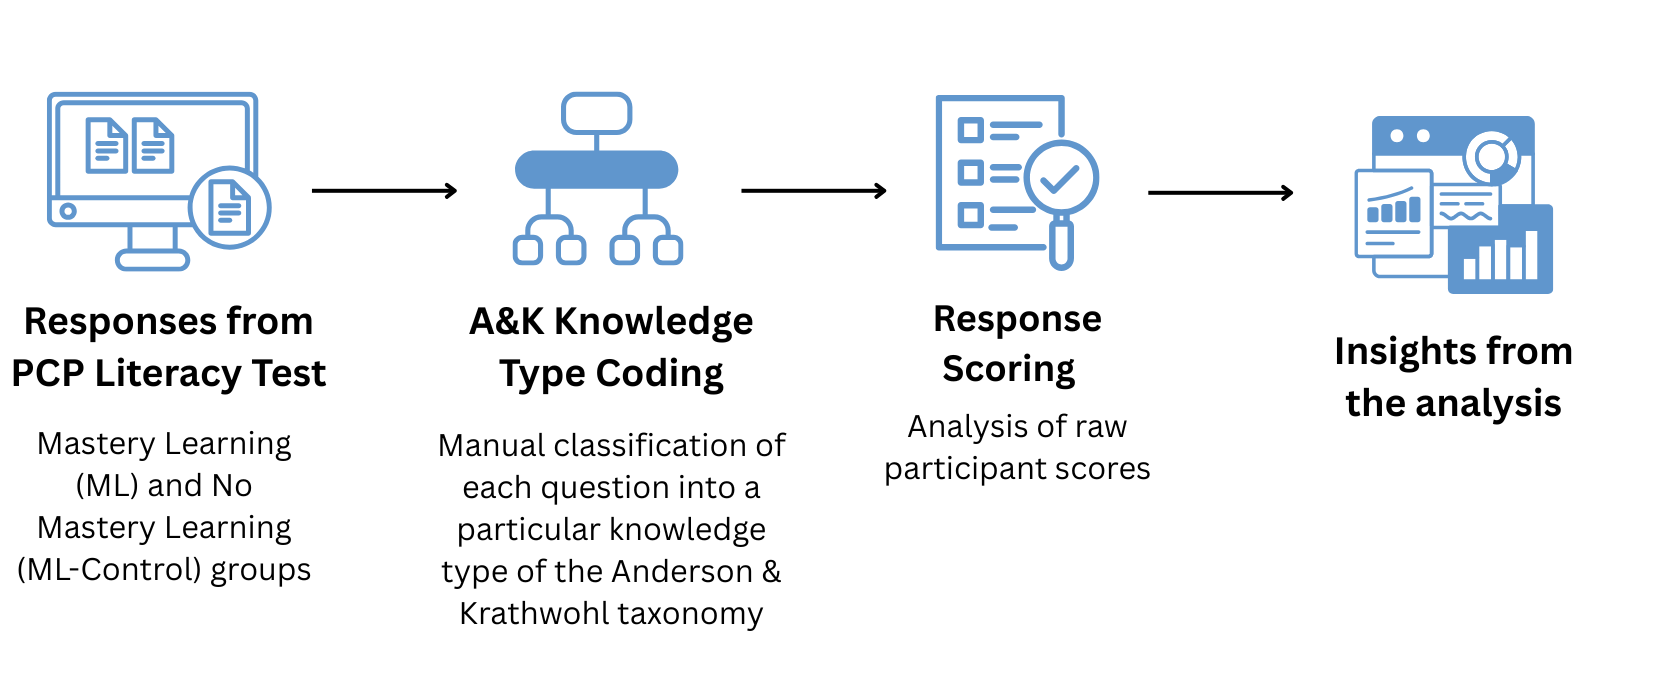 Responses from
PCP Literacy Test
Mastery Learning
(ML) and No
Mastery Learning
(ML-Control) groups
A&K Knowledge
Type Coding
Manual classification of
each question into a
particular knowledge
type of the Anderson &
Krathwohl taxonomy
Response
Scoring
Analysis of raw
participant scores
Insights from
the analysis